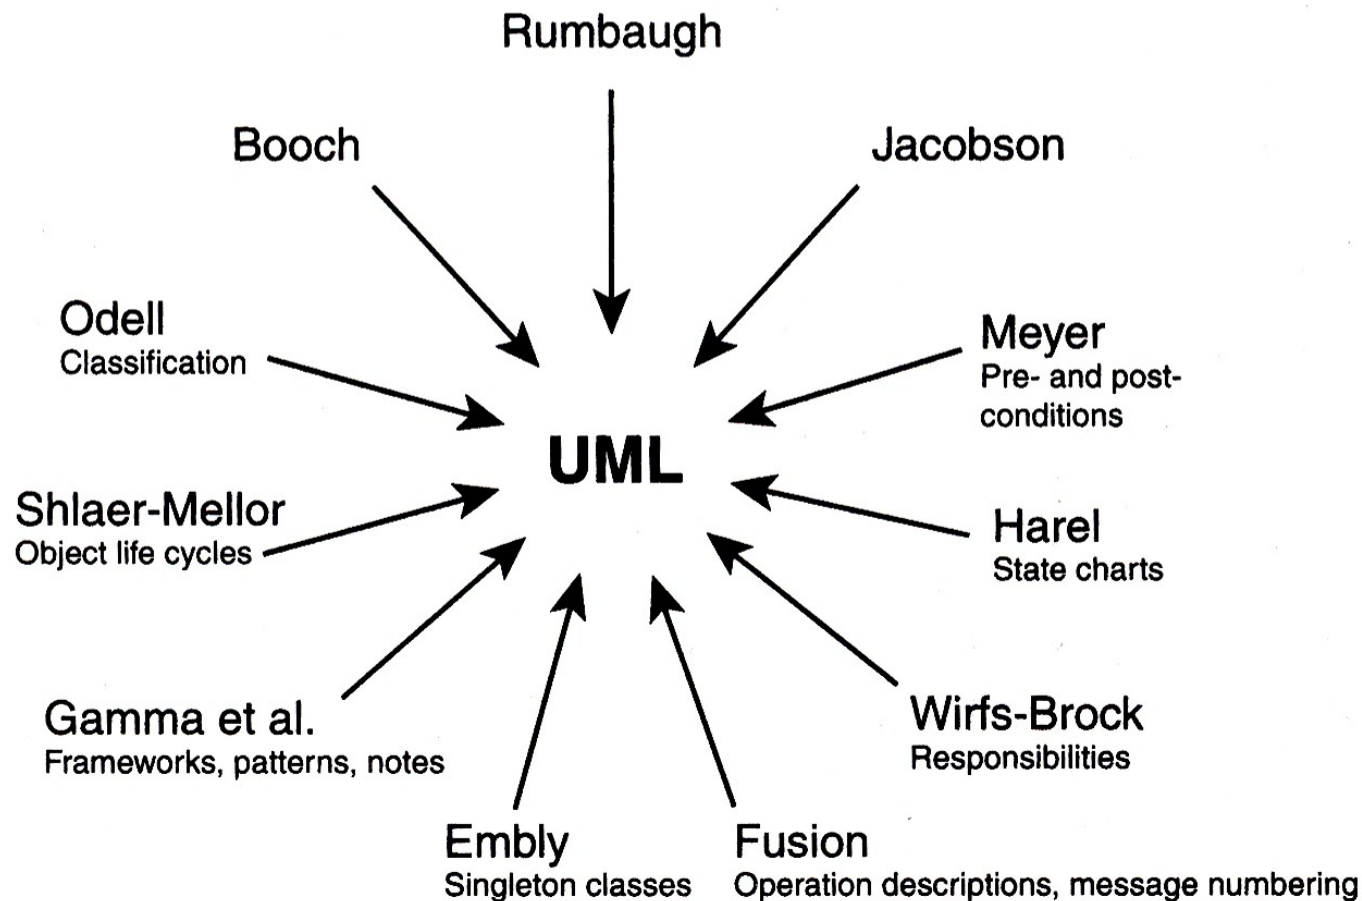 Rumbaugh
Booch
Jacobson
Odell
Classification
Meyer
Pre- and post-
conditions
UML
Shlaer-Mellor
Object life cycles
Harel
State charts
Gamma et al.
Frameworks, patterns, notes
Wirfs-Brock
Responsibilities
Embly
Singleton classes
Fusion
Operation descriptions, message numbering